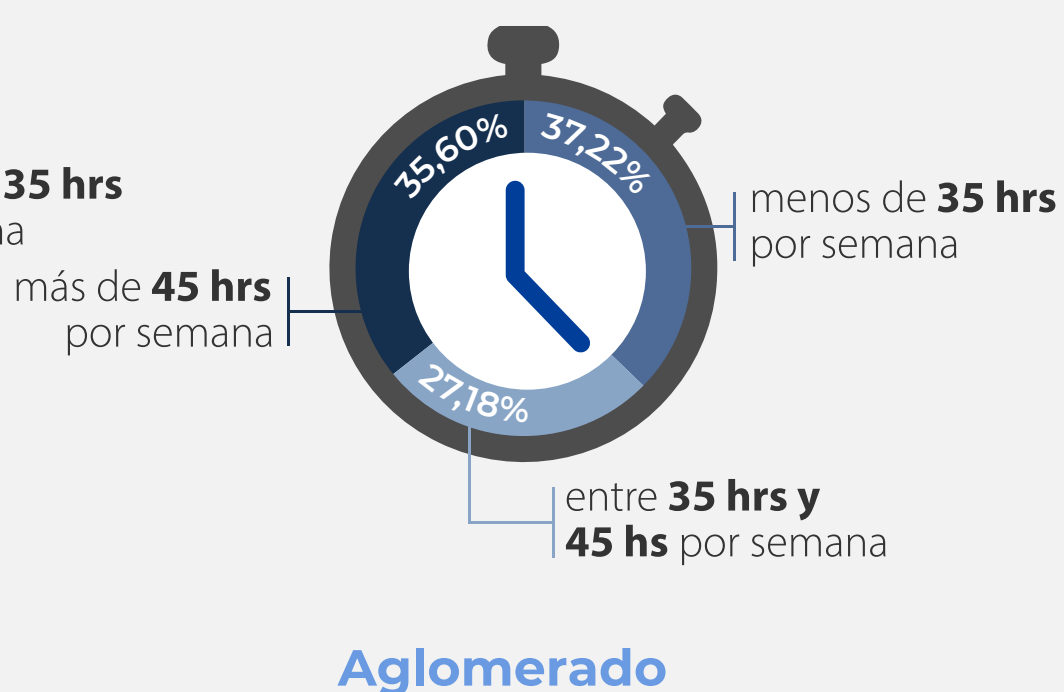 35,60%
37,22%
35 hrs
menos de 35 hrs
por semana
más de 45 hrs
por semana
27,18%
entre 35 hrs y
45 hs por semana
Aglomerado